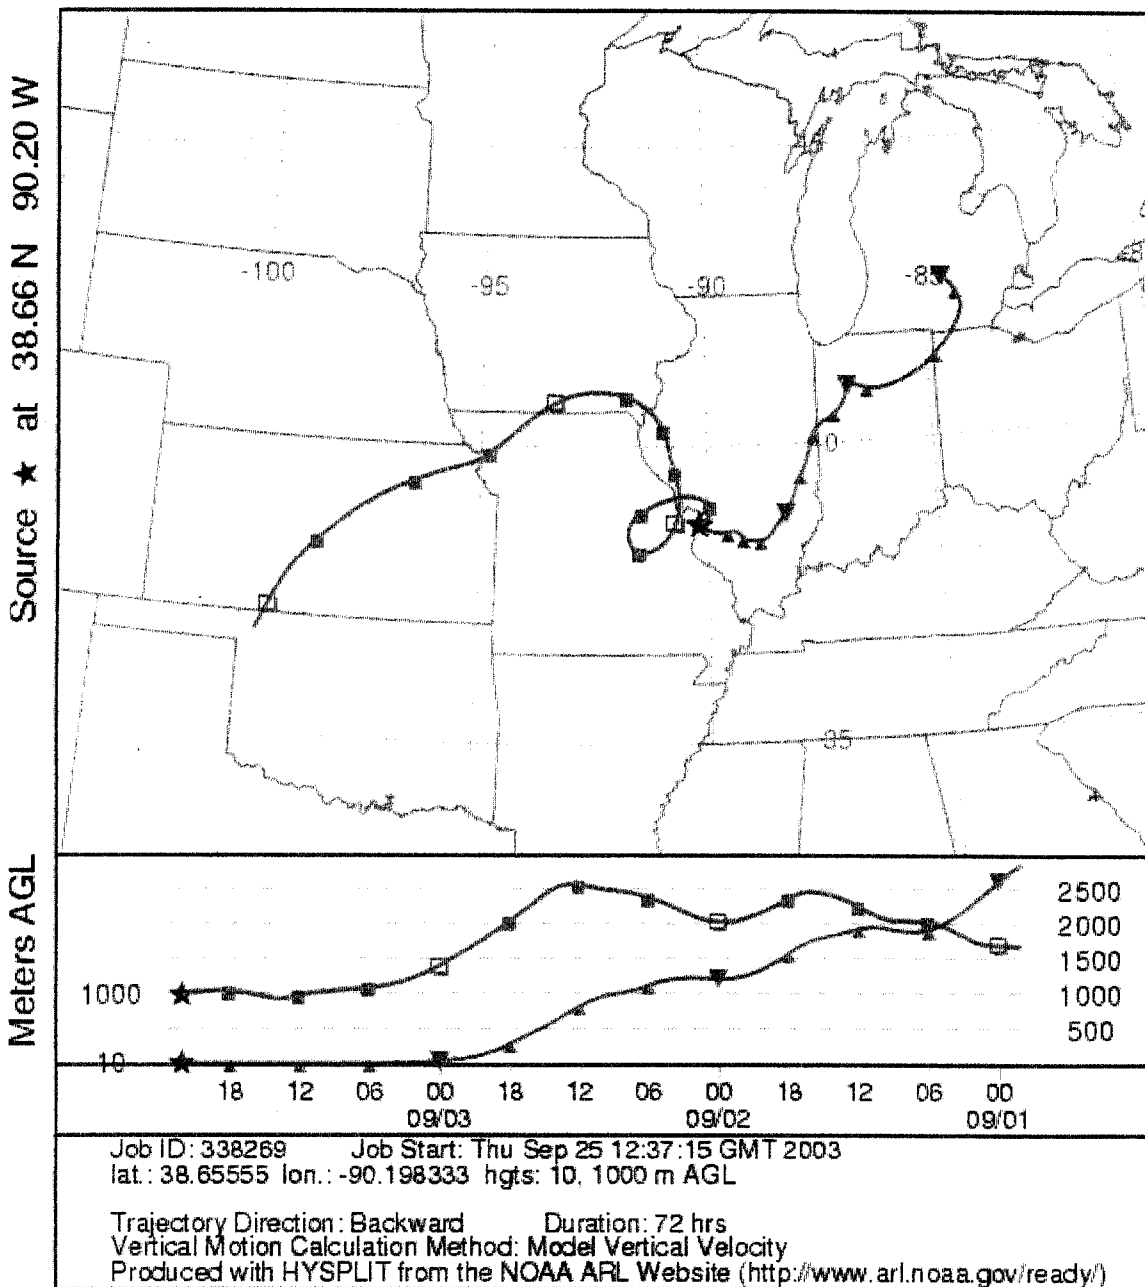 Source ★ at 38.66 N 90.20 W
-100
-95
-90
-85
0
35
Meters AGL
2500
2000
1500
1000
1000
500
10
18 12 06 00 18 12 06 00 18 12 06 00
09/03 09/02 09/01
Job ID: 338269 Job Start: Thu Sep 25 12:37:15 GMT 2003
lat.: 38.65555 lon.: -90.198333 hgts: 10, 1000 m AGL
Trajectory Direction: Backward Duration: 72 hrs
Vertical Motion Calculation Method: Model Vertical Velocity
Produced with HYSPLIT from the NOAA ARL Website (http://www.arl.noaa.gov/ready/)